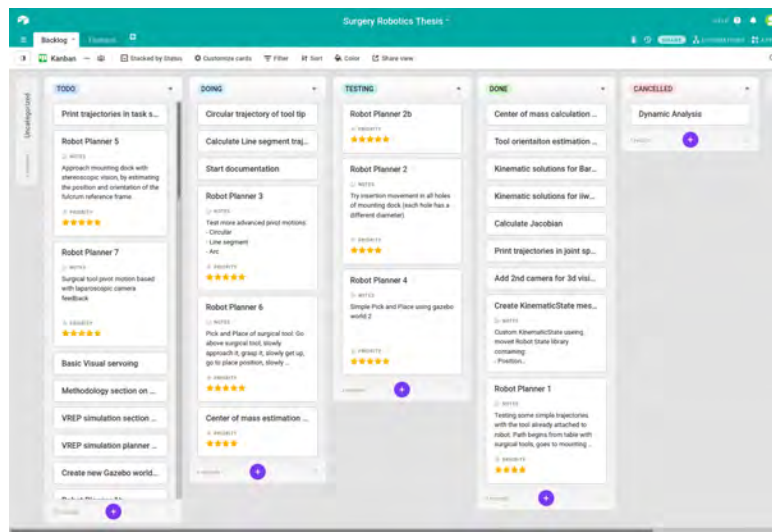 Surgery Robotics Thesis
HELP
Backlog
SHARE
Kanban
Stacked by Status
Customize cards
Filter
Sort
Color
Share view
Uncategorized
TODO
Print trajectories in task s...
Robot Planner 5
NOTES
Approach mounting dock with
stereoscopic vision, by estimating
the position and orientation of the
fulcrum reference frame
PRIORITY
Robot Planner 7
NOTES
Surgical tool pivot motion based
with laparoscopic camera
feedback
PRIORITY
Basic Visual servoing
Methodology section on ...
VREP simulation section ...
VREP simulation planner ...
Create new Gazebo world...
DOING
Circular trajectory of tool tip
Calculate Line segment traj...
Start documentation
Robot Planner 3
NOTES
Test more advanced pivot motions:
- Circular
- Line segment
- Arc
PRIORITY
Robot Planner 6
NOTES
Pick and Place of surgical tool: Go
above surgical tool, slowly
approach it, grasp it, slowly get up,
go to place position, slowly ...
PRIORITY
Center of mass estimation ...
PRIORITY
TESTING
Robot Planner 2b
PRIORITY
Robot Planner 2
NOTES
Try insertion movement in all holes
of mounting dock (each hole has a
different diameter)
PRIORITY
Robot Planner 4
NOTES
Simple Pick and Place using gazebo
world 2
PRIORITY
DONE
Center of mass calculation ...
Tool orientaiton estimation ...
Kinematic solutions for Bar...
Kinematic solutions for iiw...
Calculate Jacobian
Print trajectories in joint sp...
Add 2nd camera for 3d visi...
Create KinematicState mes...
NOTES
Custom KinematicState useing
moveit Robot State library
containing:
- Position...
Robot Planner 1
NOTES
Testing some simple trajectories
with the tool already attached to
robot. Path begins from table with
surgical tools, goes to mounting ...
PRIORITY
CANCELLED
Dynamic Analysis